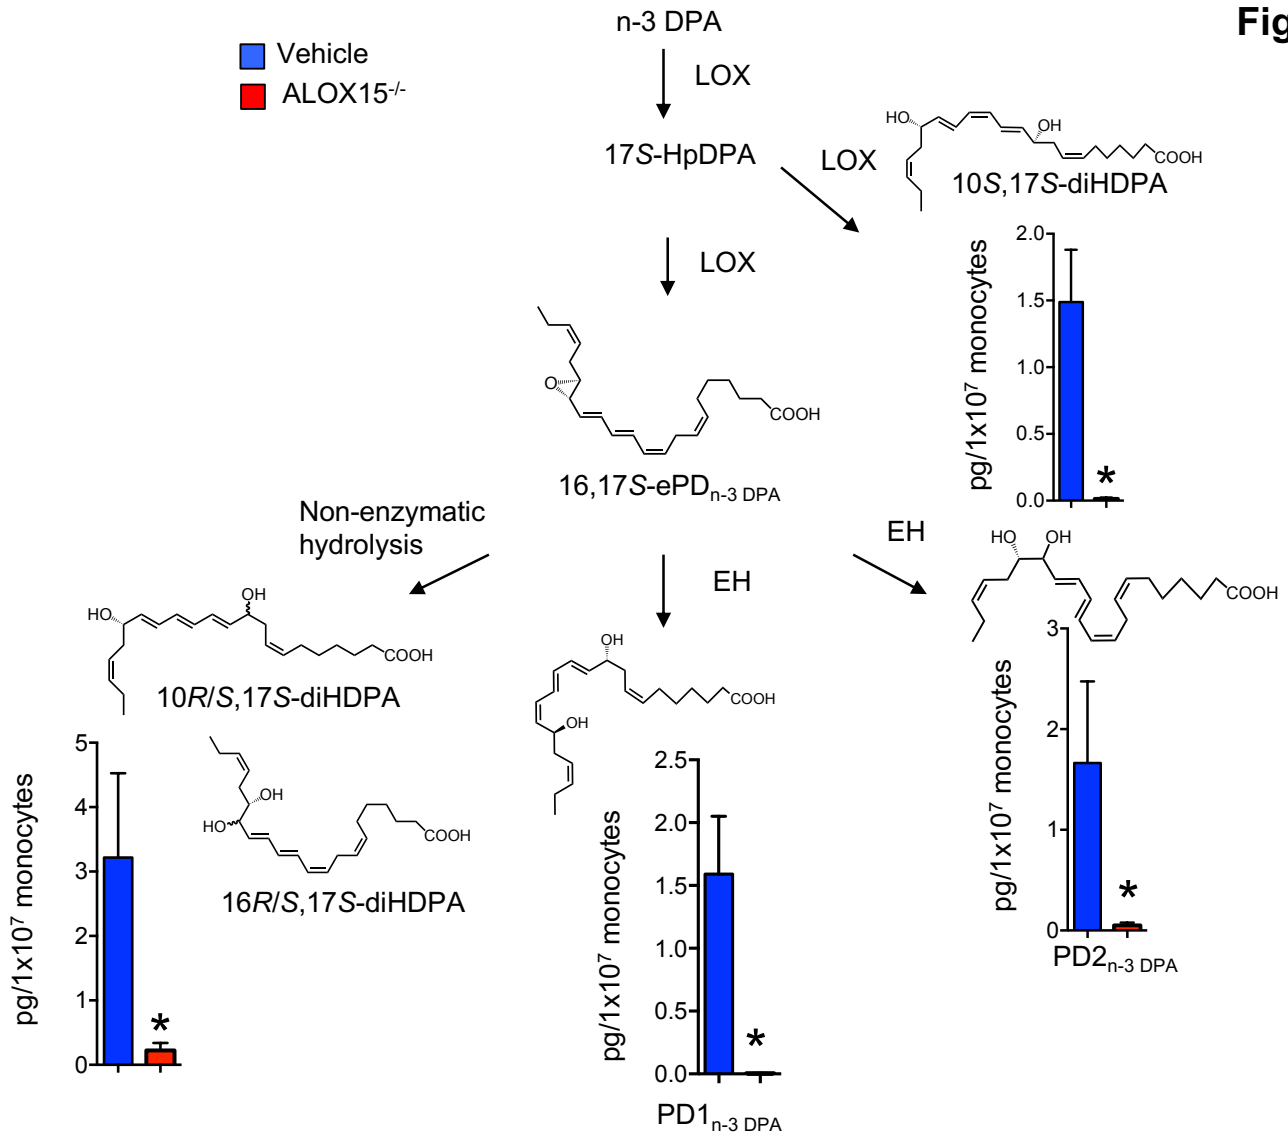 n-3 DPA
Fig
Vehicle
ALOX15-/-
LOX
17S-HpDPA
LOX
HO
OH
COOH
10S,17S-diHDPA
LOX
2.0
1.5
1.0
0.5
0.0
pg/1x10⁷ monocytes
*
O
COOH
16,17S-ePDn-3 DPA
Non-enzymatic
hydrolysis
EH
EH
HO
OH
COOH
10R/S,17S-diHDPA
OH
HO
COOH
16R/S,17S-diHDPA
5
4
3
2
1
0
pg/1x10⁷ monocytes
*
OH
COOH
OH
2.5
2.0
1.5
1.0
0.5
0.0
pg/1x10⁷ monocytes
*
PD1n-3 DPA
HO
OH
COOH
3
2
1
0
pg/1x10⁷ monocytes
*
PD2n-3 DPA